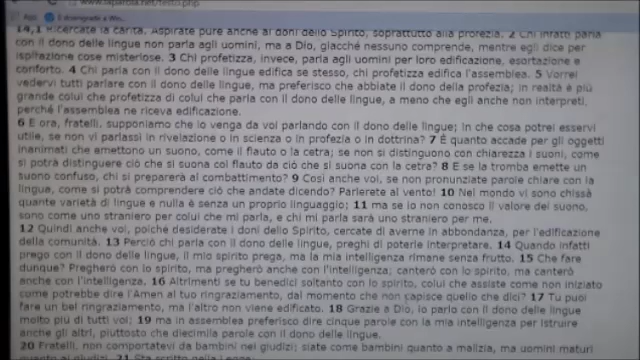 www.laparola.net/testo.php
14,1 Ricercate la carità. Aspirate pure anche ai doni dello Spirito, soprattutto alla profezia. 2 Chi infatti parla
con il dono delle lingue non parla agli uomini, ma a Dio, giacché nessuno comprende, mentre egli dice per
ispirazione cose misteriose. 3 Chi profetizza, invece, parla agli uomini per loro edificazione, esortazione e
conforto. 4 Chi parla con il dono delle lingue edifica se stesso, chi profetizza edifica l'assemblea. 5 Vorrei
vedervi tutti parlare con il dono delle lingue, ma preferisco che abbiate il dono della profezia; in realtà è più
grande colui che profetizza di colui che parla con il dono delle lingue, a meno che egli anche non interpreti,
perché l'assemblea ne riceva edificazione.
6 E ora, fratelli, supponiamo che io venga da voi parlando con il dono delle lingue; in che cosa potrei esservi
utile, se non vi parlassi in rivelazione o in scienza o in profezia o in dottrina? 7 È quanto accade per gli oggetti
inanimati che emettono un suono, come il flauto o la cetra; se non si distinguono con chiarezza i suoni, come
si potrà distinguere ciò che si suona col flauto da ciò che si suona con la cetra? 8 E se la tromba emette un
suono confuso, chi si preparerà al combattimento? 9 Così anche voi, se non pronunziate parole chiare con la
lingua, come si potrà comprendere ciò che andate dicendo? Parlerete al vento! 10 Nel mondo vi sono chissà
quante varietà di lingue e nulla è senza un proprio linguaggio; 11 ma se io non conosco il valore del suono,
sono come uno straniero per colui che mi parla, e chi mi parla sarà uno straniero per me.
12 Quindi anche voi, poiché desiderate i doni dello Spirito, cercate di averne in abbondanza, per l'edificazione
della comunità. 13 Perciò chi parla con il dono delle lingue, preghi di poterle interpretare. 14 Quando infatti
prego con il dono delle lingue, il mio spirito prega, ma la mia intelligenza rimane senza frutto. 15 Che fare
dunque? Pregherò con lo spirito, ma pregherò anche con l'intelligenza; canterò con lo spirito, ma canterò
anche con l'intelligenza. 16 Altrimenti se tu benedici soltanto con lo spirito, colui che assiste come non iniziato
come potrebbe dire l'Amen al tuo ringraziamento, dal momento che non capisce quello che dici? 17 Tu puoi
fare un bel ringraziamento, ma l'altro non viene edificato. 18 Grazie a Dio, io parlo con il dono delle lingue
molto più di tutti voi; 19 ma in assemblea preferisco dire cinque parole con la mia intelligenza per istruire
anche gli altri, piuttosto che diecimila parole con il dono delle lingue.
20 Fratelli, non comportatevi da bambini nei giudizi; siate come bambini quanto a malizia, ma uomini maturi
quanto ai giudizi. 21 Sta scritto nella Legge: